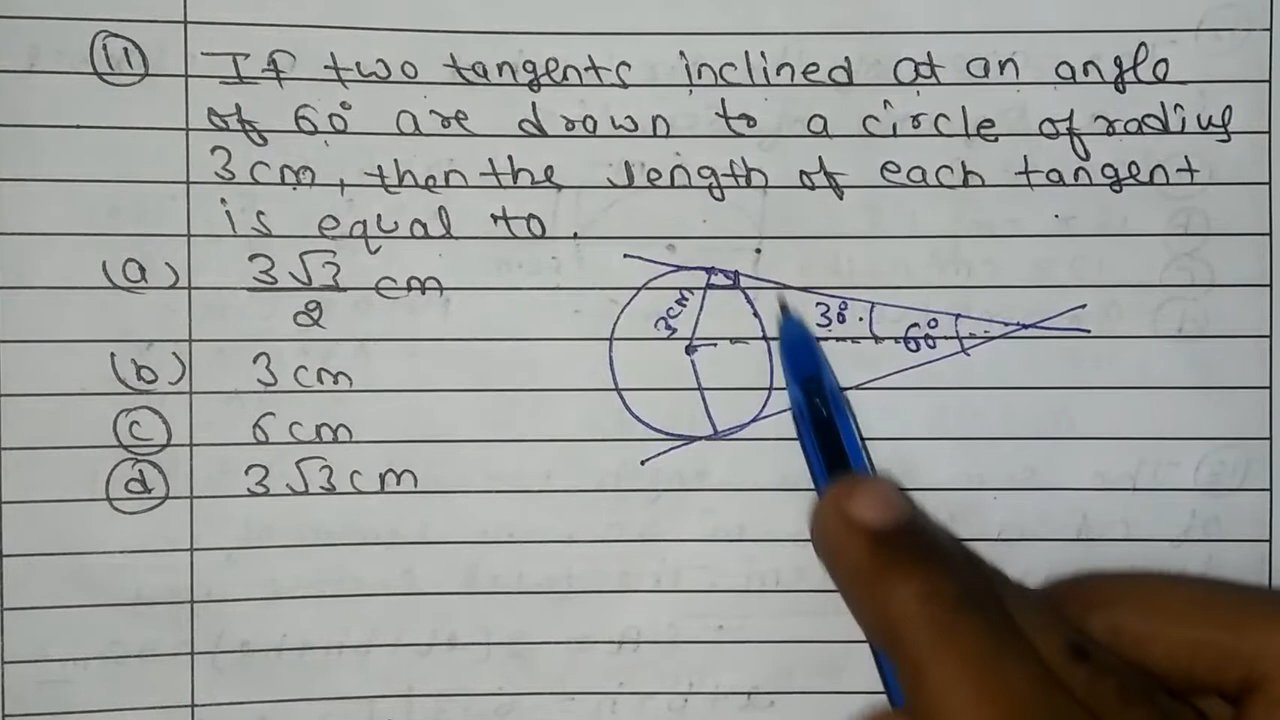 (11) If two tangents inclined at an angle
of 60° are drawn to a circle of radius
3cm, then the length of each tangent
is equal to.
(a) 3√3/2 cm
(b) 3 cm
(c) 6 cm
(d) 3√3 cm
3cm
30°
60°